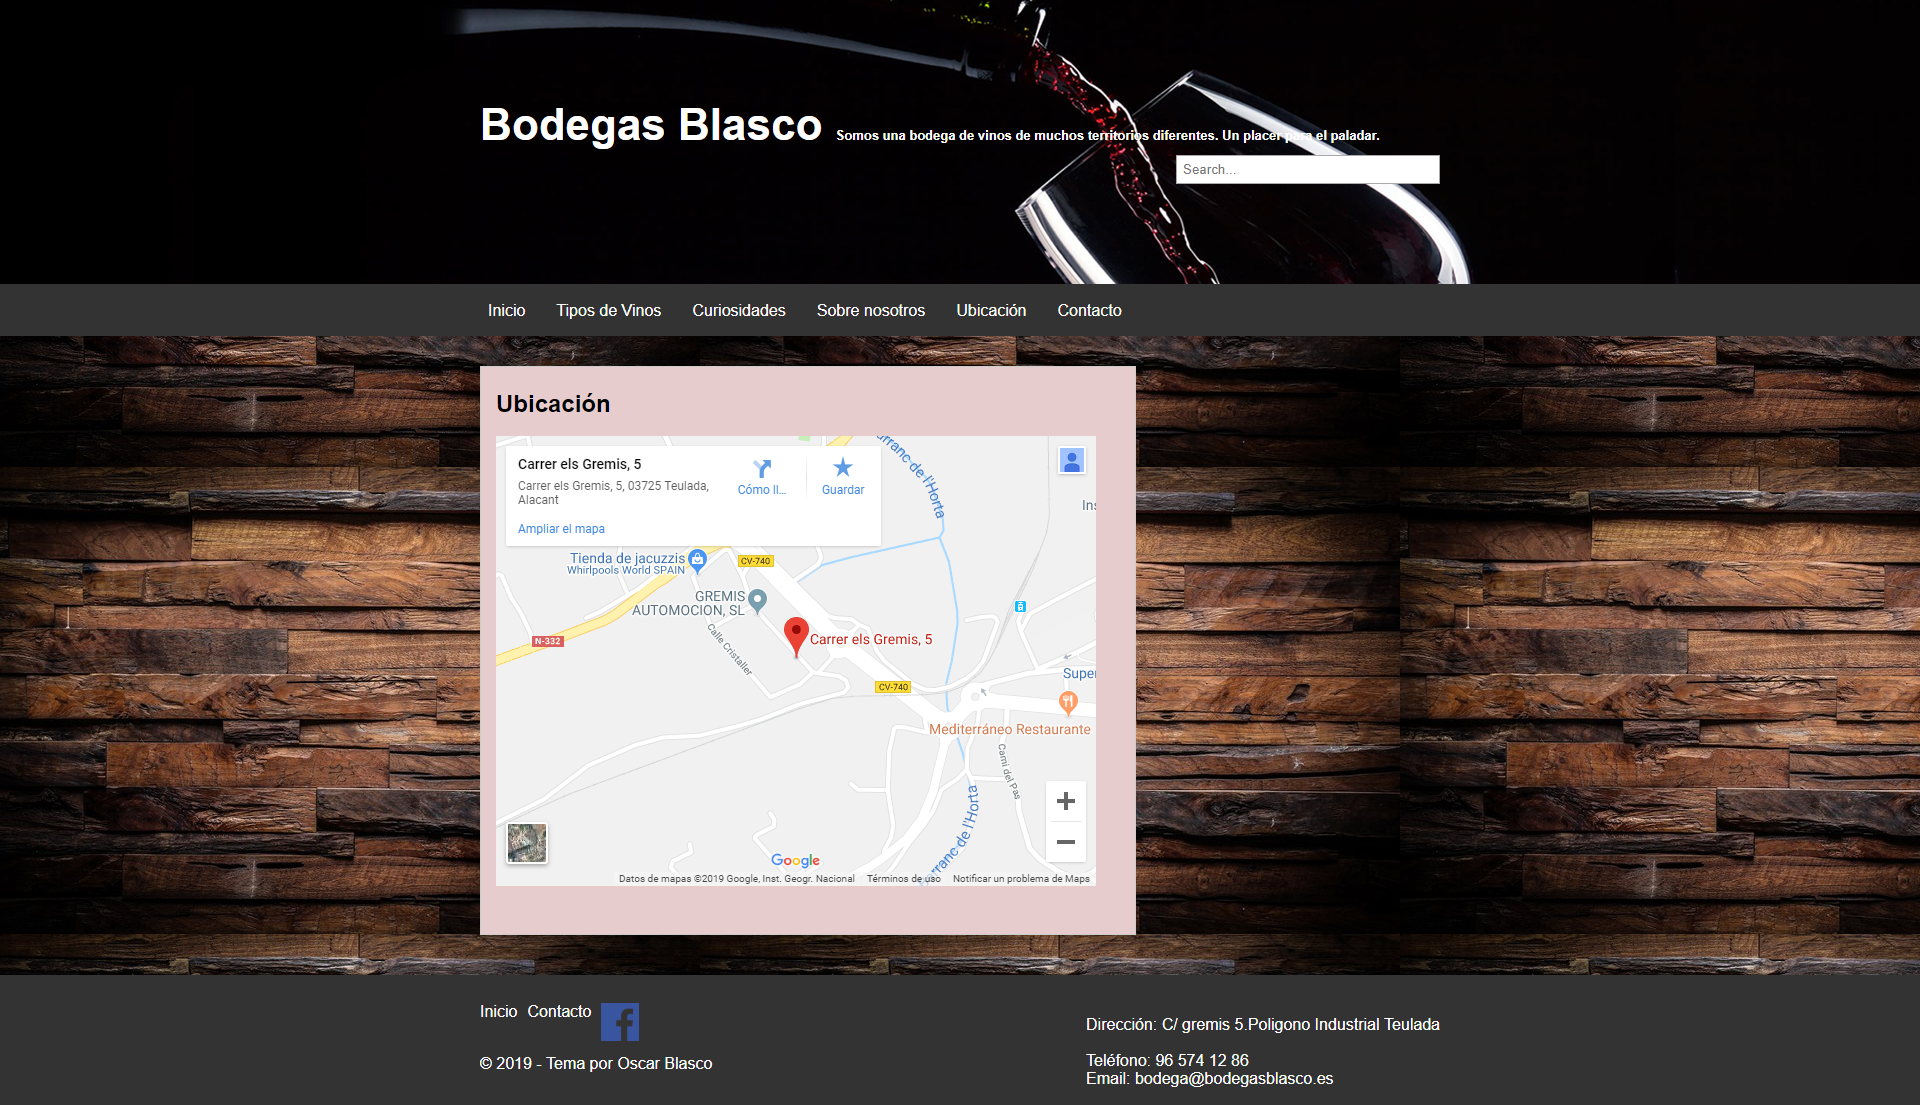 Bodegas Blasco Somos una bodega de vinos de muchos territorios diferentes. Un placer para el paladar.
Search...
Inicio Tipos de Vinos Curiosidades Sobre nosotros Ubicación Contacto
Ubicación
Carrer els Gremis, 5
Carrer els Gremis, 5, 03725 Teulada,
Alacant
Ampliar el mapa
Cómo ll...
Guardar
Barranc de l'Horta
Tienda de jacuzzis
Whirlpools World SPAIN
CV-740
GREMIS
AUTOMOCION, SL
Calle Cristaller
N-332
Carrer els Gremis, 5
CV-740
Mediterráneo Restaurante
Camí del Pas
Barranc de l'Horta
Google
Datos de mapas ©2019 Google, Inst. Geogr. Nacional Términos de uso Notificar un problema de Maps
Inicio Contacto
© 2019 - Tema por Oscar Blasco
Dirección: C/ gremis 5.Poligono Industrial Teulada
Teléfono: 96 574 12 86
Email: bodega@bodegasblasco.es